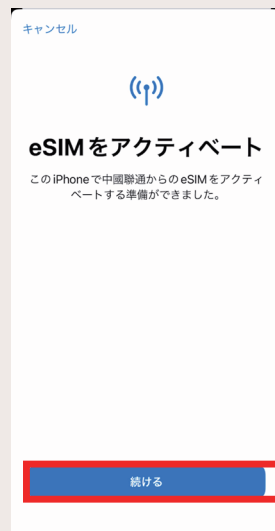 キャンセル
eSIMをアクティベート
このiPhoneで中國聯通からのeSIMをアクティ
ベートする準備ができました。
続ける